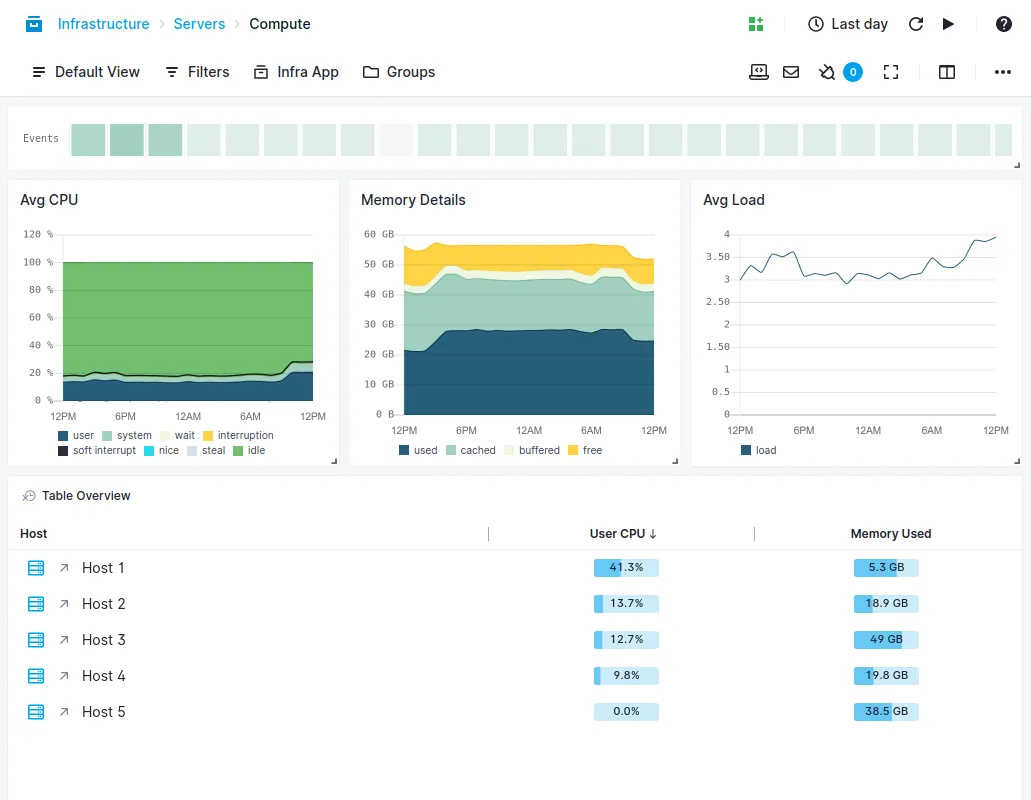 Infrastructure > Servers > Compute
Last day
Default View Filters Infra App Groups
0
Events
Avg CPU
120 %
100 %
80 %
60 %
40 %
20 %
0 %
12PM 6PM 12AM 6AM 12PM
user system wait interruption
soft interrupt nice steal idle
Memory Details
60 GB
50 GB
40 GB
30 GB
20 GB
10 GB
0 B
12PM 6PM 12AM 6AM 12PM
used cached buffered free
Avg Load
4
3.50
3
2.50
2
1.50
1
0.5
0
12PM 6PM 12AM 6AM 12PM
load
Table Overview
Host User CPU ↓ Memory Used
Host 1 41.3% 5.3 GB
Host 2 13.7% 18.9 GB
Host 3 12.7% 49 GB
Host 4 9.8% 19.8 GB
Host 5 0.0% 38.5 GB